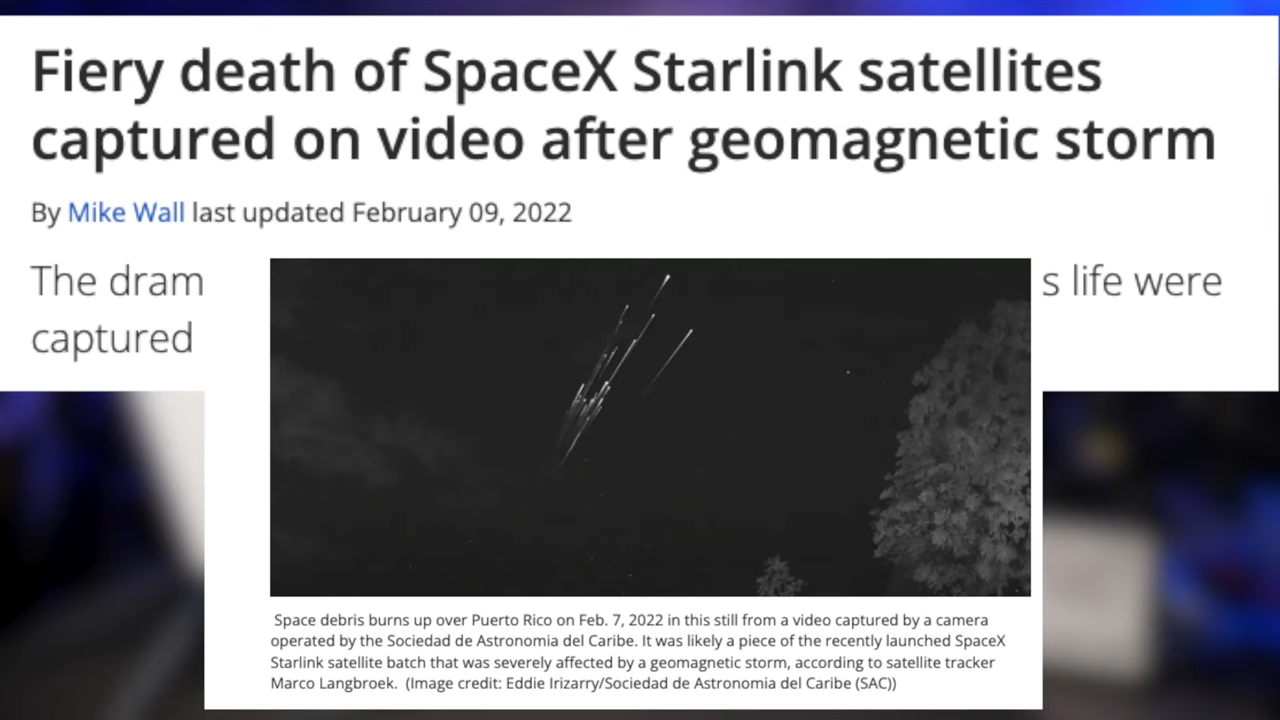 Fiery death of SpaceX Starlink satellites
captured on video after geomagnetic storm
By Mike Wall last updated February 09, 2022
The dram s life were
captured
Space debris burns up over Puerto Rico on Feb. 7, 2022 in this still from a video captured by a camera
operated by the Sociedad de Astronomia del Caribe. It was likely a piece of the recently launched SpaceX
Starlink satellite batch that was severely affected by a geomagnetic storm, according to satellite tracker
Marco Langbroek. (Image credit: Eddie Irizarry/Sociedad de Astronomia del Caribe (SAC))